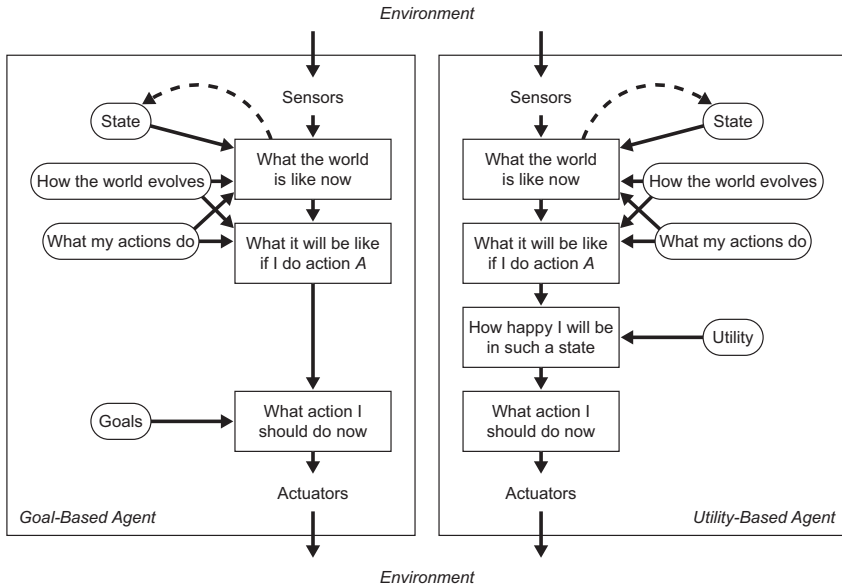 Environment
Sensors
State
What the world
is like now
How the world evolves
What my actions do
What it will be like
if I do action A
Goals
What action I
should do now
Actuators
Goal-Based Agent
Sensors
State
What the world
is like now
How the world evolves
What my actions do
What it will be like
if I do action A
How happy I will be
in such a state
Utility
What action I
should do now
Actuators
Utility-Based Agent
Environment